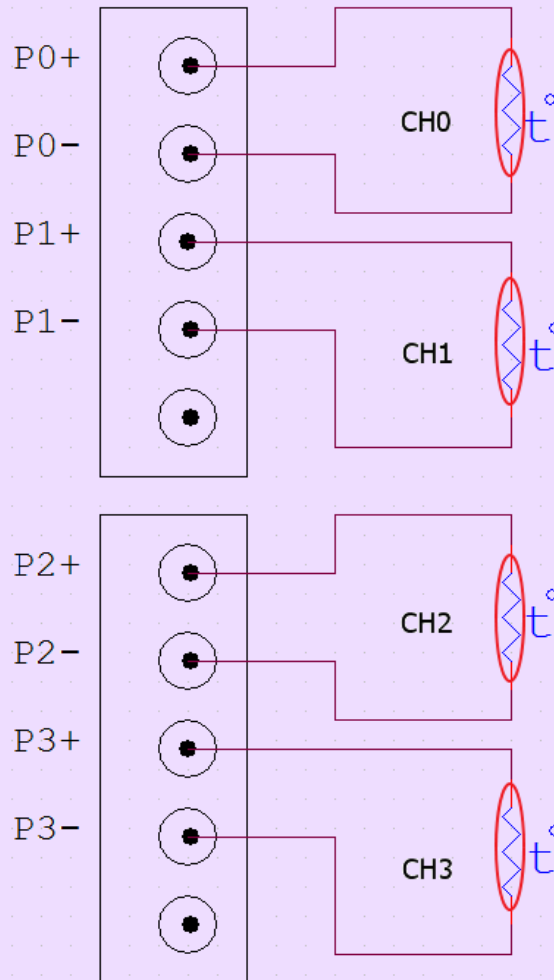 P0+
CH0
t°
P0-
P1+
P1-
CH1
t°
P2+
CH2
t°
P2-
P3+
P3-
CH3
t°